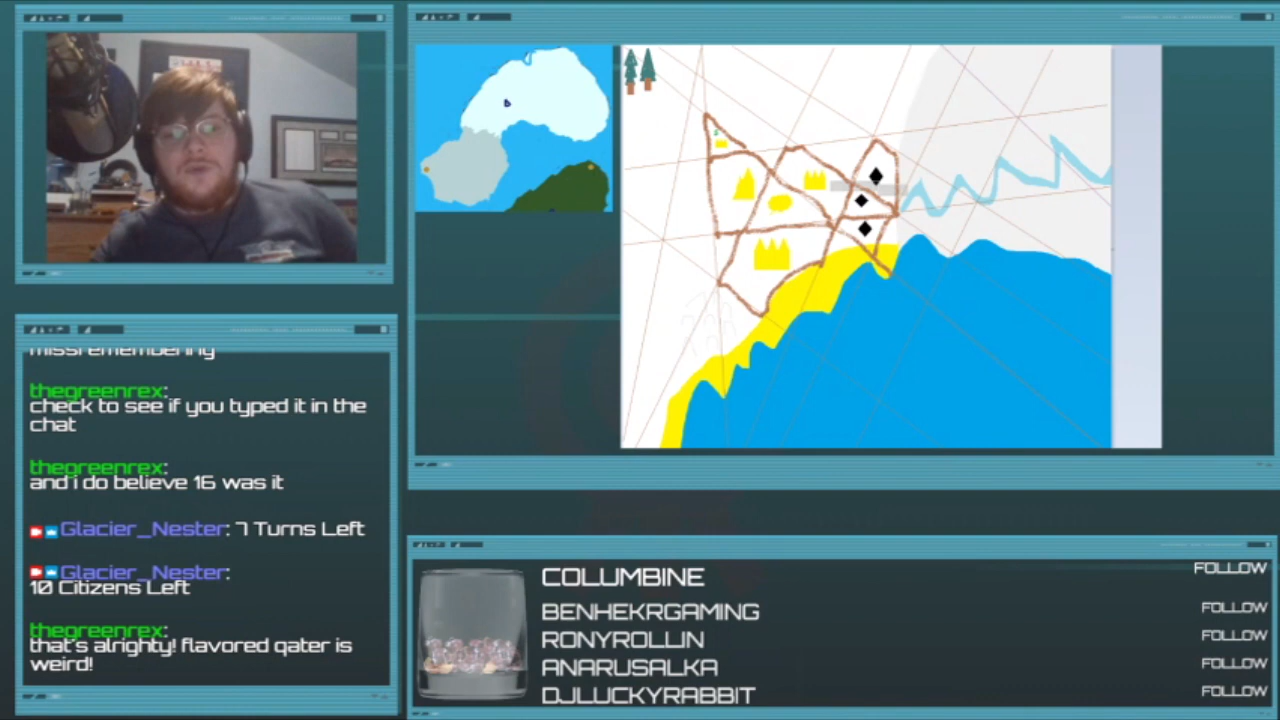 missremembering
thegreenrex:
check to see if you typed it in the
chat
thegreenrex:
and i do believe 16 was it
Glacier_Nester: 7 Turns Left
Glacier_Nester:
10 Citizens Left
thegreenrex:
that's alrighty! flavored qater is
weird!
COLUMBINE FOLLOW
BENHEKRGAMING FOLLOW
RONYROLLIN FOLLOW
ANARUSALKA FOLLOW
DJLUCKYRABBIT FOLLOW